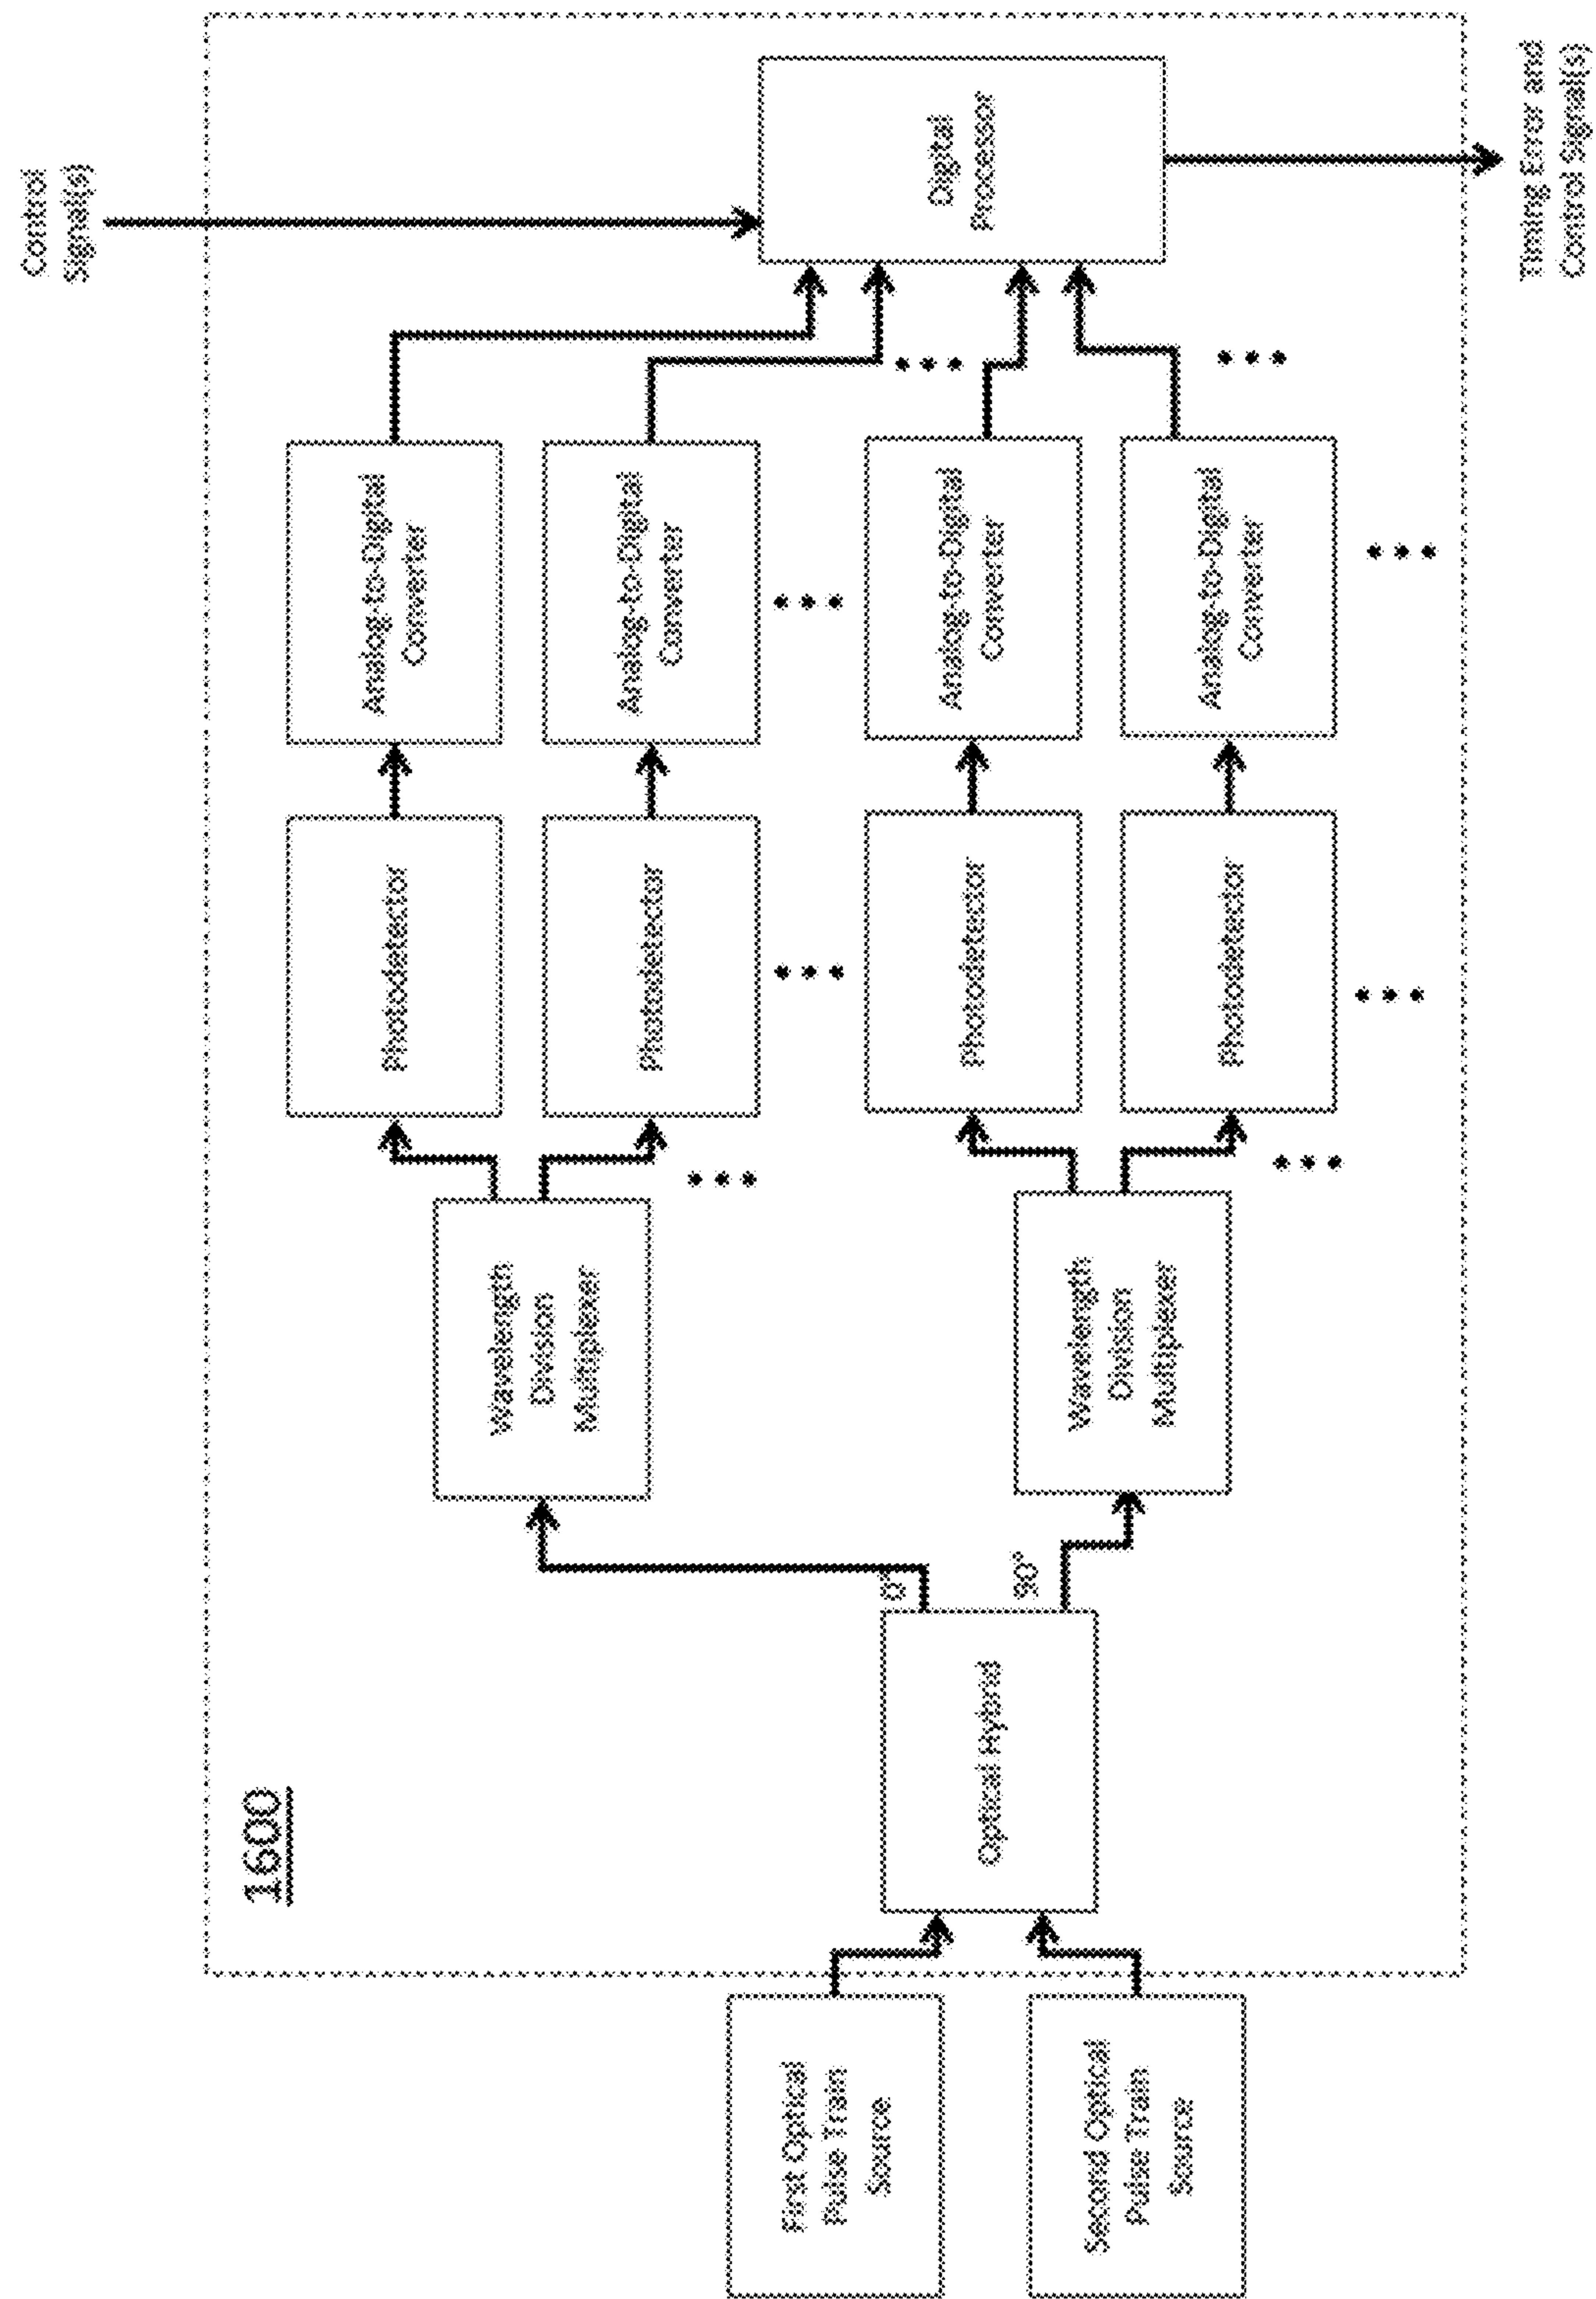 1600
First Optical
Pulse Train
Source
Second Optical
Pulse Train
Source
Optical Hybrid
0°
90°
Wavelength
Division
Multiplexer
Wavelength
Division
Multiplexer
Photodetector
Photodetector
Photodetector
Photodetector
Analog-to-Digital
Converter
Analog-to-Digital
Converter
Analog-to-Digital
Converter
Analog-to-Digital
Converter
Control
Signal(s)
Digital
Processor
Timing Error and
Control Signal(s)